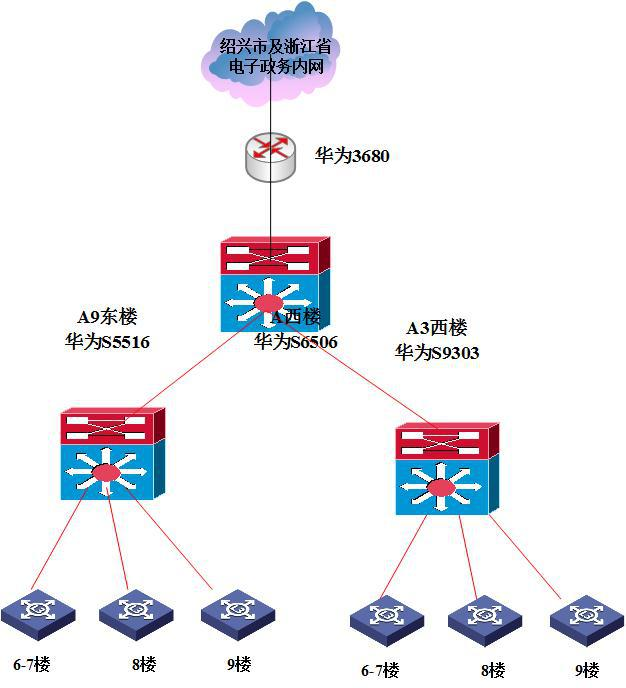 绍兴市及浙江省
电子政务内网
华为3680
A9东楼
华为S5516
A西楼
华为S6506
A3西楼
华为S9303
6-7楼
8楼
9楼
6-7楼
8楼
9楼